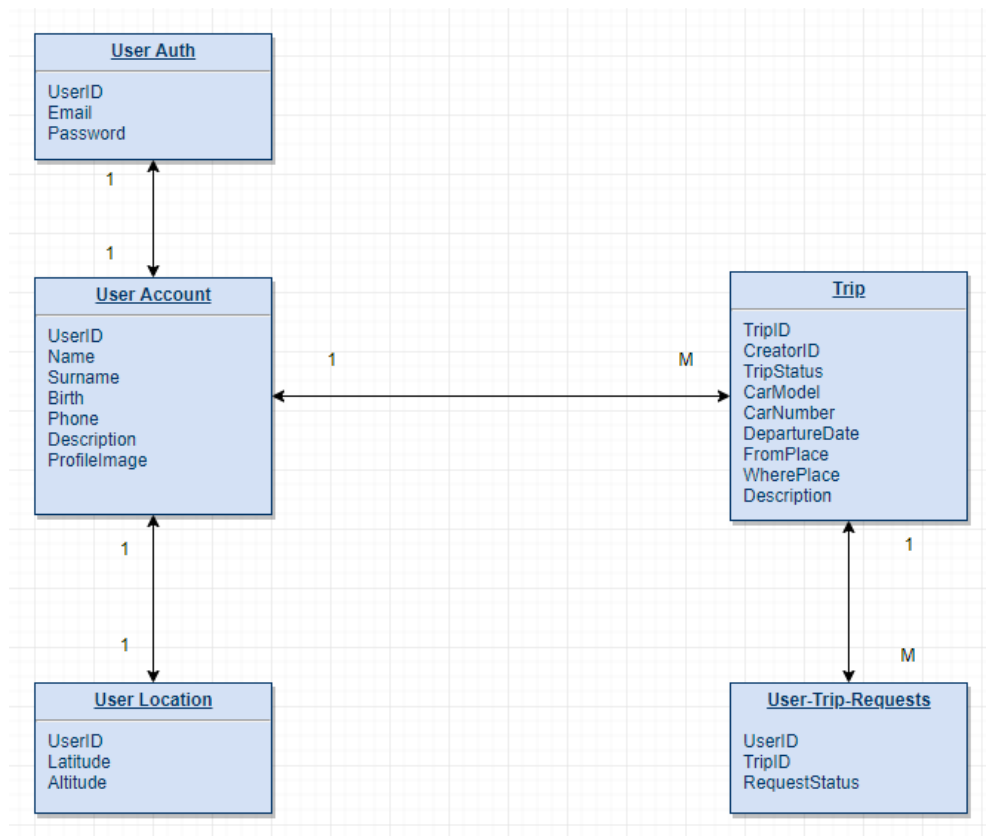 User Auth
UserID
Email
Password
1
1
User Account
UserID
Name
Surname
Birth
Phone
Description
ProfileImage
1
M
Trip
TripID
CreatorID
TripStatus
CarModel
CarNumber
DepartureDate
FromPlace
WherePlace
Description
1
1
User Location
UserID
Latitude
Altitude
1
M
User-Trip-Requests
UserID
TripID
RequestStatus